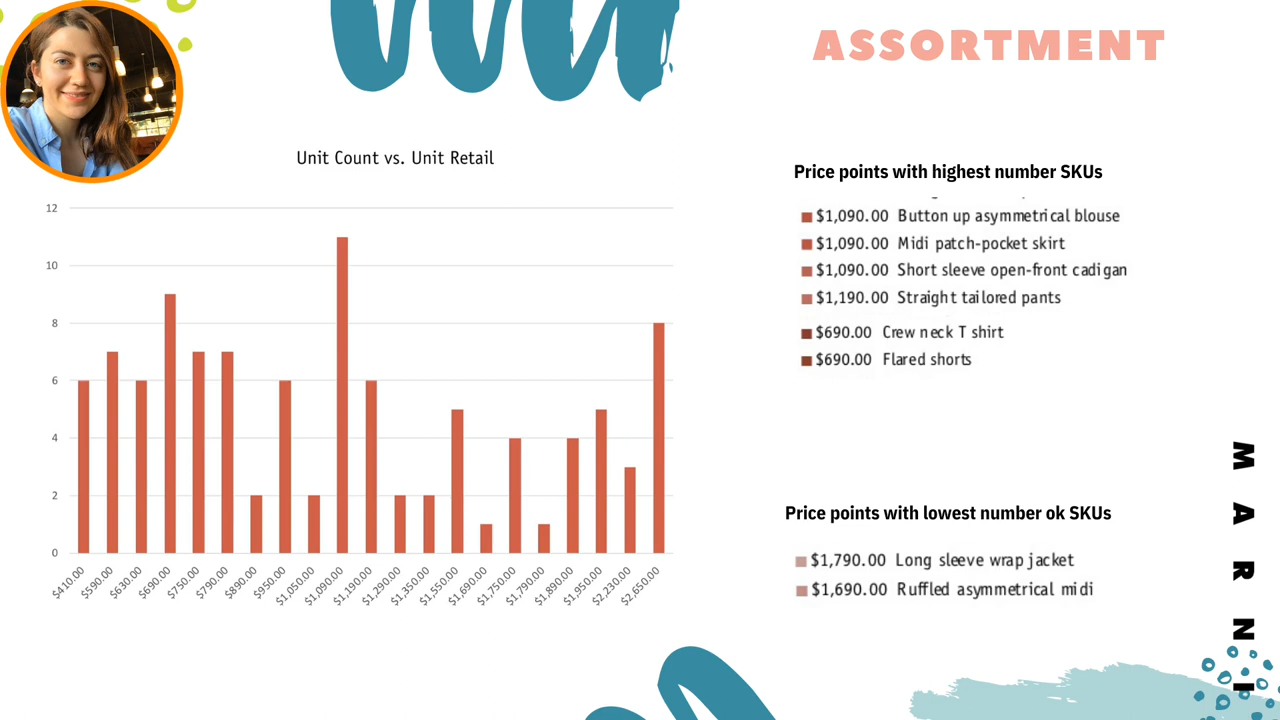 ASSORTMENT
Unit Count vs. Unit Retail
12
10
8
6
4
2
0
$410.00
$590.00
$630.00
$690.00
$750.00
$790.00
$890.00
$950.00
$1,050.00
$1,090.00
$1,190.00
$1,290.00
$1,350.00
$1,550.00
$1,690.00
$1,750.00
$1,790.00
$1,890.00
$1,950.00
$2,230.00
$2,650.00
Price points with highest number SKUs
$1,090.00 Button up asymmetrical blouse
$1,090.00 Midi patch-pocket skirt
$1,090.00 Short sleeve open-front cadigan
$1,190.00 Straight tailored pants
$690.00 Crew neck T shirt
$690.00 Flared shorts
Price points with lowest number ok SKUs
$1,790.00 Long sleeve wrap jacket
$1,690.00 Ruffled asymmetrical midi
MARNI